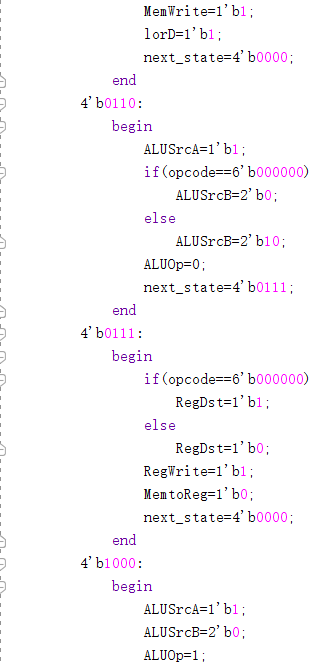 MemWrite=1'b1;
lorD=1'b1;
next_state=4'b0000;
end
4'b0110:
begin
ALUSrcA=1'b1;
if(opcode==6'b000000)
ALUSrcB=2'b0;
else
ALUSrcB=2'b10;
ALUOp=0;
next_state=4'b0111;
end
4'b0111:
begin
if(opcode==6'b000000)
RegDst=1'b1;
else
RegDst=1'b0;
RegWrite=1'b1;
MemtoReg=1'b0;
next_state=4'b0000;
end
4'b1000:
begin
ALUSrcA=1'b1;
ALUSrcB=2'b0;
ALUOp=1;